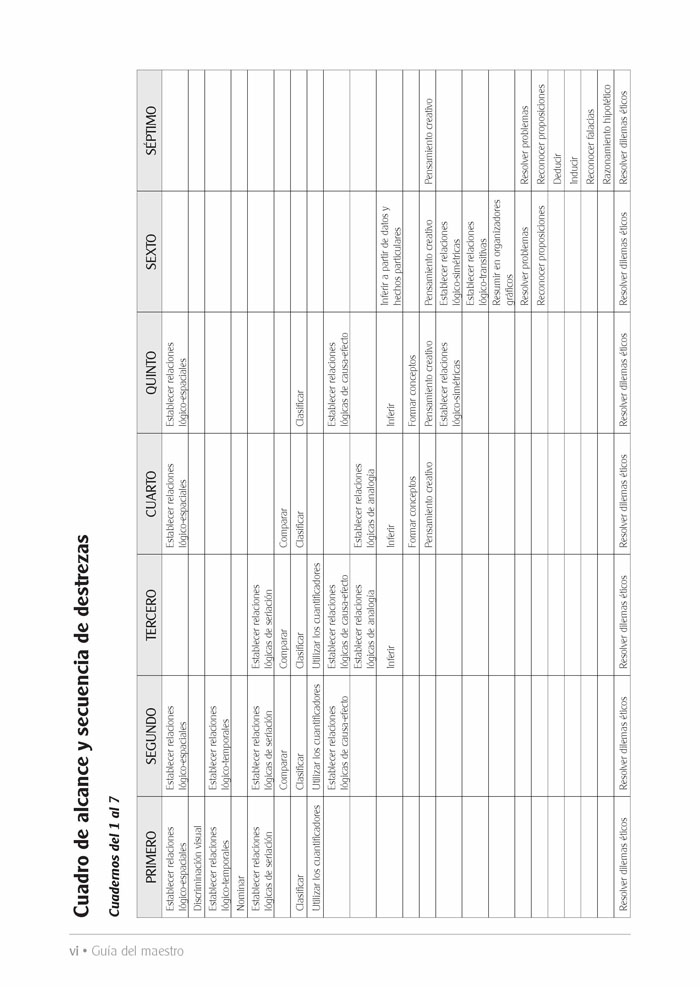 Cuadro de alcance y secuencia de destrezas
Cuadernos del 1 al 7
PRIMERO SEGUNDO TERCERO CUARTO QUINTO SEXTO SÉPTIMO
Establecer relaciones Establecer relaciones Establecer relaciones Establecer relaciones
lógico-espaciales lógico-espaciales lógico-espaciales lógico-espaciales
Discriminación visual
Establecer relaciones Establecer relaciones
lógico-temporales lógico-temporales
Nominar
Establecer relaciones Establecer relaciones Establecer relaciones
lógicas de seriación lógicas de seriación lógicas de seriación
Comparar Comparar Comparar
Clasificar Clasificar Clasificar Clasificar Clasificar
Utilizar los cuantificadores Utilizar los cuantificadores Utilizar los cuantificadores
Establecer relaciones Establecer relaciones Establecer relaciones
lógicas de causa-efecto lógicas de causa-efecto lógicas de causa-efecto
Establecer relaciones Establecer relaciones
lógicas de analogía lógicas de analogía
Inferir Inferir Inferir Inferir a partir de datos y
hechos particulares
Formar conceptos Formar conceptos
Pensamiento creativo Pensamiento creativo Pensamiento creativo Pensamiento creativo
Establecer relaciones Establecer relaciones
lógico-simétricas lógico-simétricas
Establecer relaciones
lógico-transitivas
Resumir en organizadores
gráficos
Resolver problemas Resolver problemas
Reconocer proposiciones Reconocer proposiciones
Deducir
Inducir
Reconocer falacias
Razonamiento hipotético
Resolver dilemas éticos Resolver dilemas éticos Resolver dilemas éticos Resolver dilemas éticos Resolver dilemas éticos Resolver dilemas éticos Resolver dilemas éticos
vi • Guía del maestro